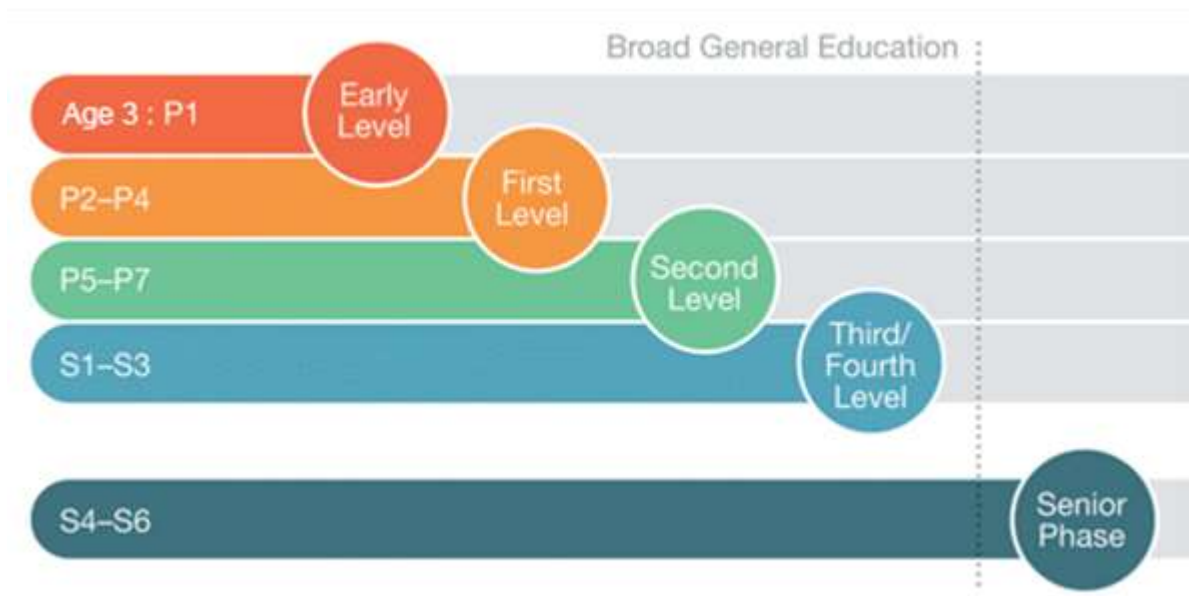 Broad General Education
Age 3 : P1
Early
Level
P2–P4
First
Level
P5–P7
Second
Level
S1–S3
Third/
Fourth
Level
S4–S6
Senior
Phase